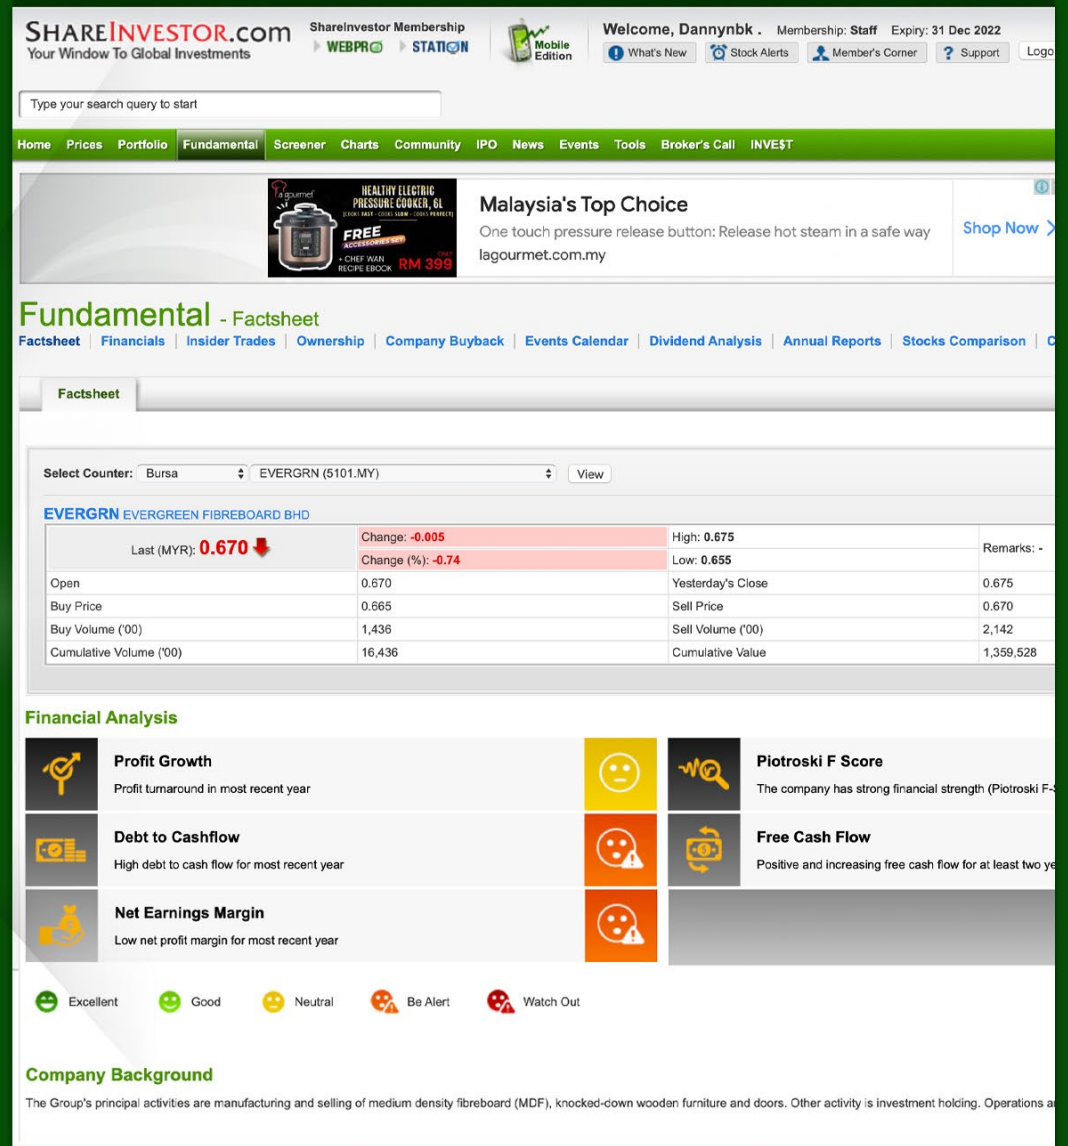 SHAREINVESTOR.com
Your Window To Global Investments
ShareInvestor Membership
WEBPRO STATION
Mobile
Edition
Welcome, Dannynbk . Membership: Staff Expiry: 31 Dec 2022
What's New Stock Alerts Member's Corner ? Support Logo
Type your search query to start
Home Prices Portfolio Fundamental Screener Charts Community IPO News Events Tools Broker's Call INVE$T
la gourmet
HEALTHY ELECTRIC
PRESSURE COOKER, 6L
[COOKS FAST - COOKS SLOW - COOKS PERFECT]
FREE
ACCESSORIES SET
+ CHEF WAN
RECIPE EBOOK
ONLY
RM 399
Malaysia's Top Choice
One touch pressure release button: Release hot steam in a safe way
lagourmet.com.my
Shop Now
Fundamental - Factsheet
Factsheet | Financials | Insider Trades | Ownership | Company Buyback | Events Calendar | Dividend Analysis | Annual Reports | Stocks Comparison | C
Factsheet
Select Counter: Bursa EVERGRN (5101.MY) View
EVERGRN EVERGREEN FIBREBOARD BHD
Last (MYR): 0.670 Change: -0.005 High: 0.675 Remarks: -
Change (%): -0.74 Low: 0.655
Open 0.670 Yesterday's Close 0.675
Buy Price 0.665 Sell Price 0.670
Buy Volume ('00) 1,436 Sell Volume ('00) 2,142
Cumulative Volume ('00) 16,436 Cumulative Value 1,359,528
Financial Analysis
Profit Growth
Profit turnaround in most recent year
Piotroski F Score
The company has strong financial strength (Piotroski F-
Debt to Cashflow
High debt to cash flow for most recent year
Free Cash Flow
Positive and increasing free cash flow for at least two ye
Net Earnings Margin
Low net profit margin for most recent year
Excellent Good Neutral Be Alert Watch Out
Company Background
The Group's principal activities are manufacturing and selling of medium density fibreboard (MDF), knocked-down wooden furniture and doors. Other activity is investment holding. Operations a